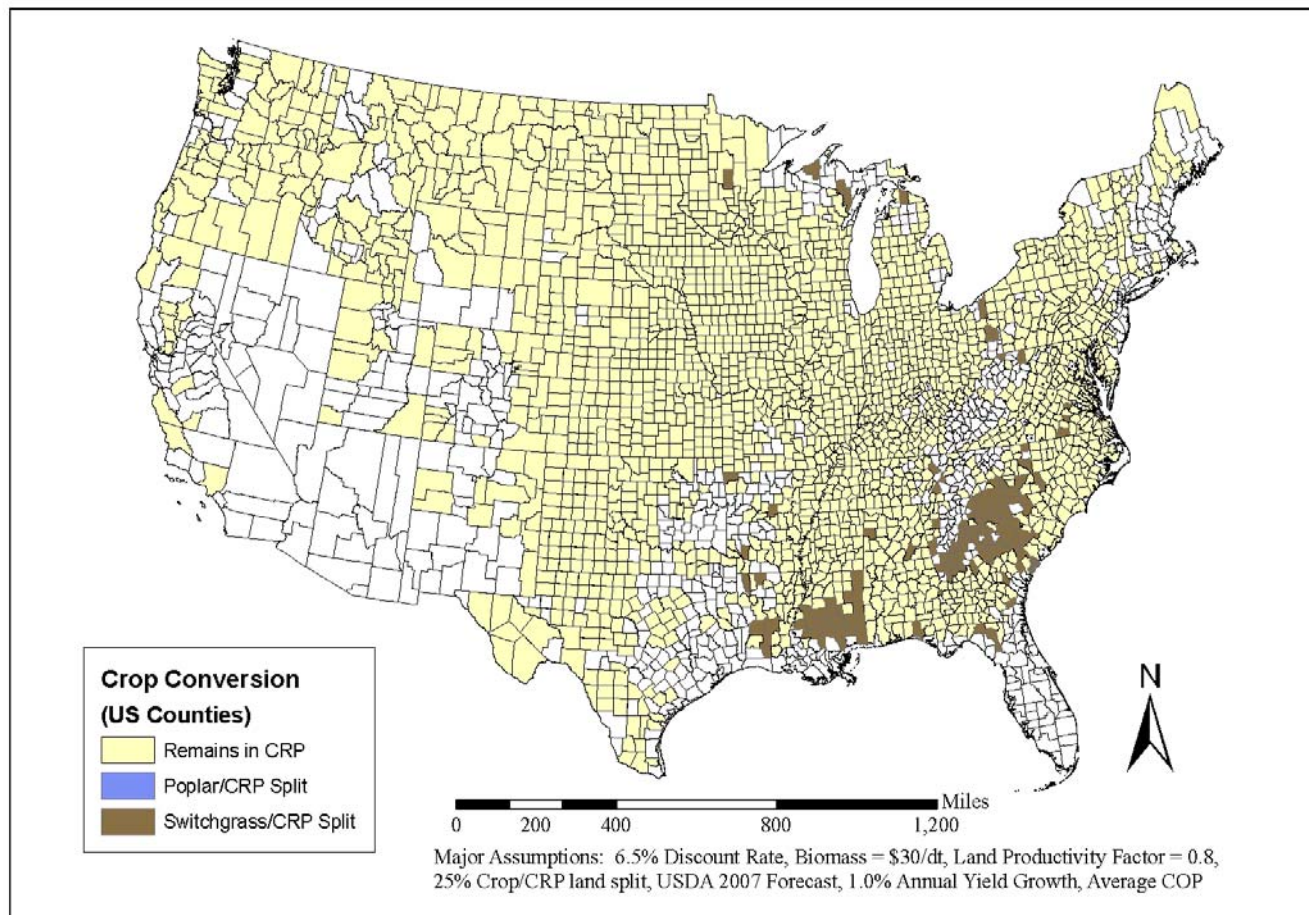 Crop Conversion
(US Counties)
Remains in CRP
Poplar/CRP Split
Switchgrass/CRP Split
N
Miles
0 200 400 800 1,200
Major Assumptions: 6.5% Discount Rate, Biomass = $30/dt, Land Productivity Factor = 0.8,
25% Crop/CRP land split, USDA 2007 Forecast, 1.0% Annual Yield Growth, Average COP